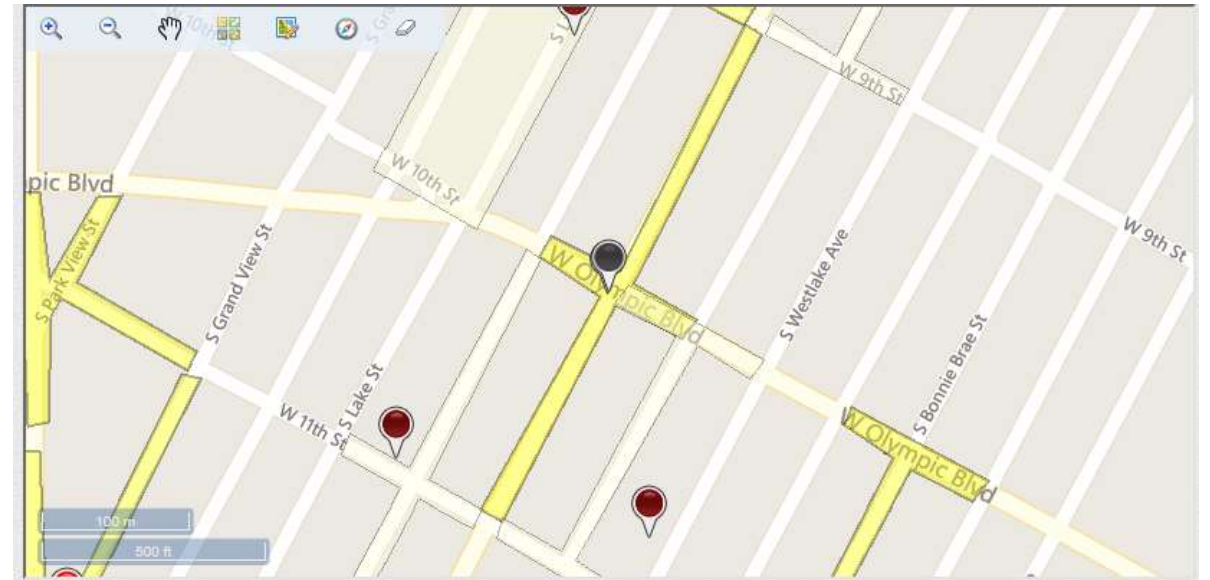 W 10th St
S Gra
S L
W 9th St
W 10th St
pic Blvd
W 9th St
S Park View St
S Grand View St
W Olympic Blvd
S Westlake Ave
S Lake St
S Bonnie Brae St
W 11th St
W Olympic Blvd
100 m
500 ft